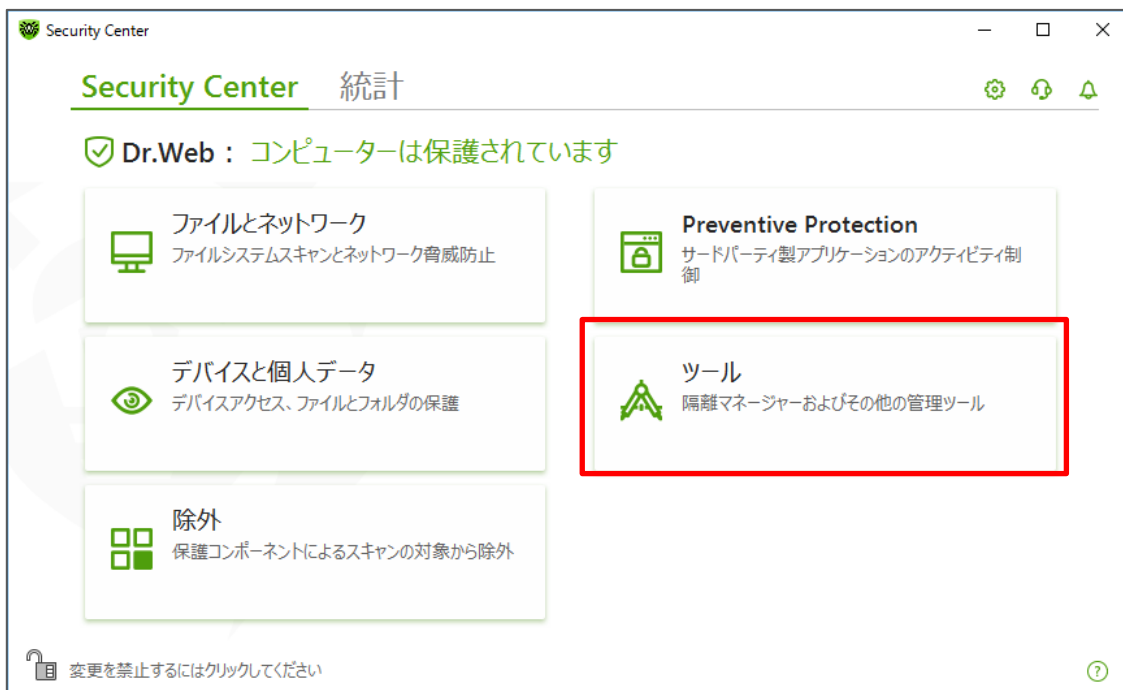 Security Center
Security Center 統計
Dr.Web： コンピューターは保護されています
ファイルとネットワーク
ファイルシステムスキャンとネットワーク脅威防止
Preventive Protection
サードパーティ製アプリケーションのアクティビティ制
御
デバイスと個人データ
デバイスアクセス、ファイルとフォルダの保護
ツール
隔離マネージャーおよびその他の管理ツール
除外
保護コンポーネントによるスキャンの対象から除外
変更を禁止するにはクリックしてください
?